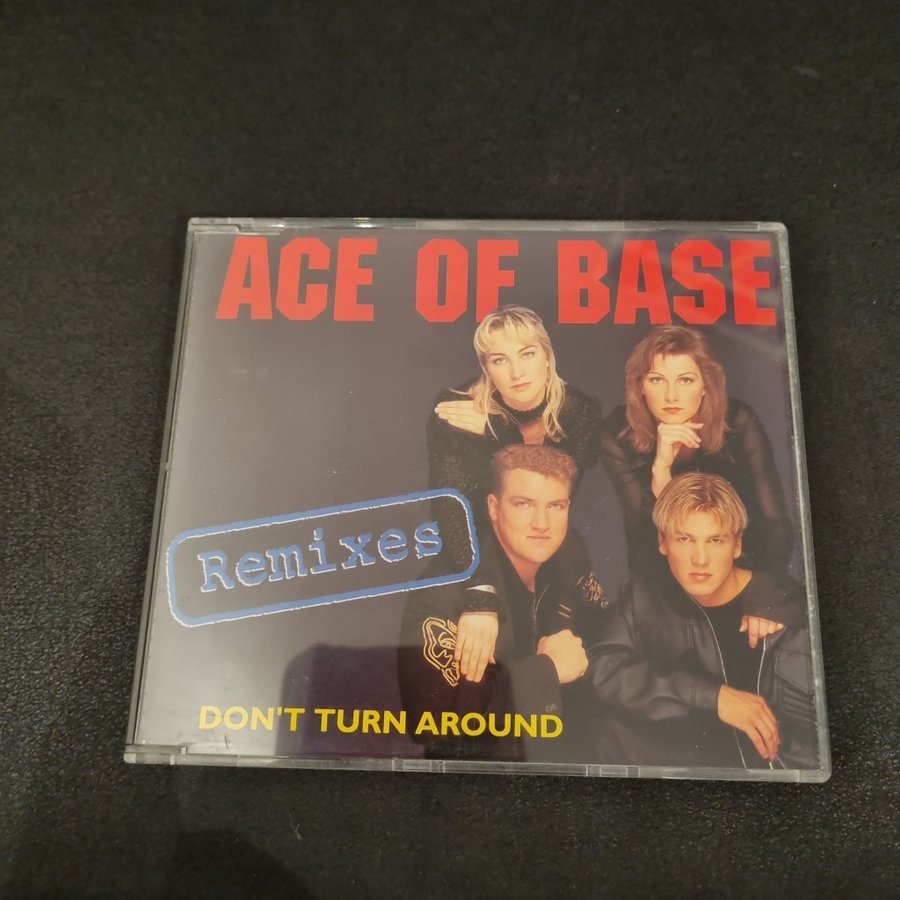 ACE OF BASE
Remixes
DON'T TURN AROUND